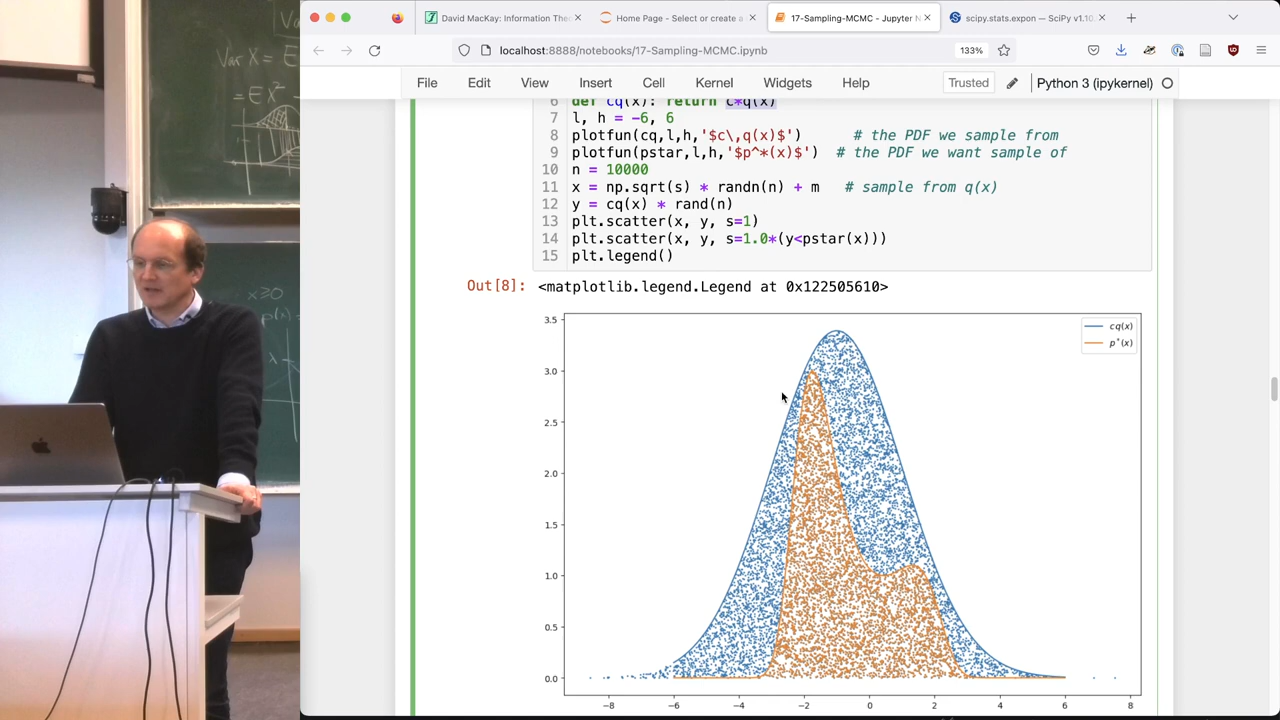 Var X = E
= EX²
x≥0
p(x)
David MacKay: Information The
Home Page - Select or create a
17-Sampling-MCMC - Jupyter N
scipy.stats.expon — SciPy v1.10.
localhost:8888/notebooks/17-Sampling-MCMC.ipynb
133%
File Edit View Insert Cell Kernel Widgets Help
Trusted
Python 3 (ipykernel)
6 def cq(x): return c*q(x)
7 l, h = -6, 6
8 plotfun(cq,l,h,'$c\,q(x)$') # the PDF we sample from
9 plotfun(pstar,l,h,'$p^*(x)$') # the PDF we want sample of
10 n = 10000
11 x = np.sqrt(s) * randn(n) + m # sample from q(x)
12 y = cq(x) * rand(n)
13 plt.scatter(x, y, s=1)
14 plt.scatter(x, y, s=1.0*(y<pstar(x)))
15 plt.legend()
Out[8]: <matplotlib.legend.Legend at 0x122505610>
cq(x)
p*(x)
3.5
3.0
2.5
2.0
1.5
1.0
0.5
0.0
−8 −6 −4 −2 0 2 4 6 8